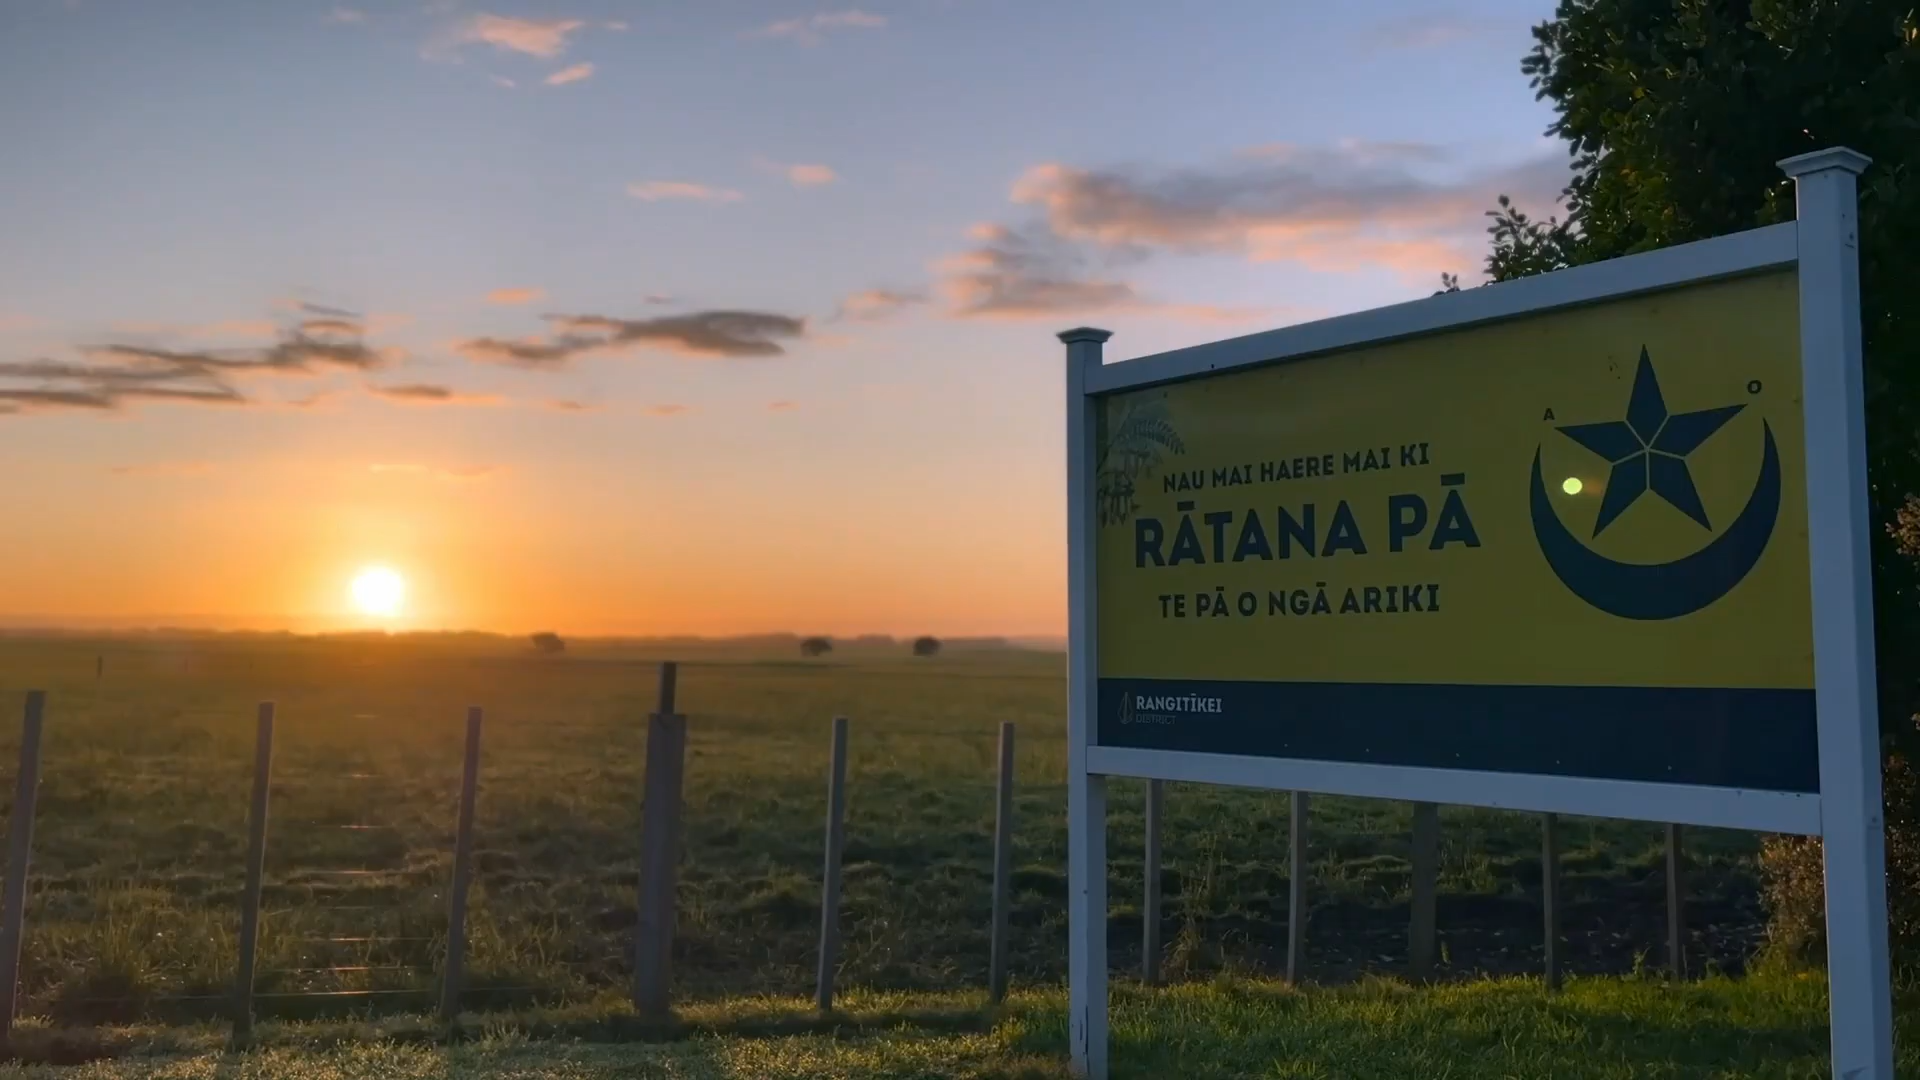 NAU MAI HAERE MAI KI
RĀTANA PĀ
TE PĀ O NGĀ ARIKI
A
O
RANGITĪKEI
DISTRICT